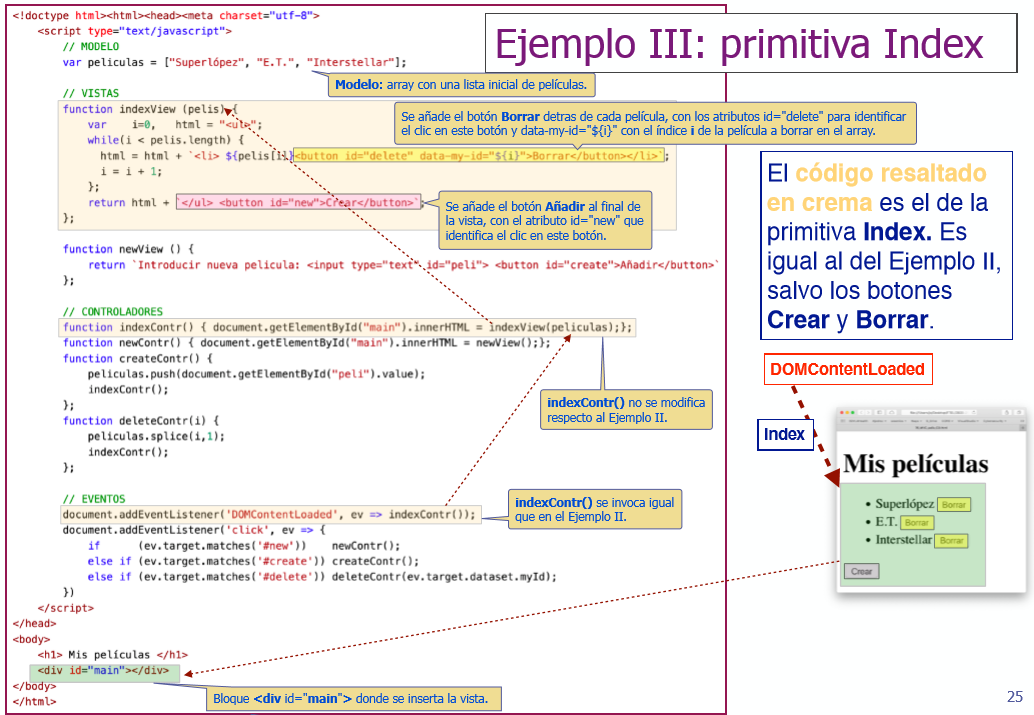 <!doctype html><html><head><meta charset="utf-8">
<script type="text/javascript">
// MODELO
var peliculas = ["Superlópez", "E.T.", "Interstellar"];
Modelo: array con una lista inicial de películas.
// VISTAS
function indexView (pelis) {
var    i=0,   html = "<ul>";
while(i < pelis.length) {
html = html + `<li> ${pelis[i]}<button id="delete" data-my-id="${i}">Borrar</button></li>`;
i = i + 1;
};
return html + `</ul> <button id="new">Crear</button>`;
};
Se añade el botón Borrar detras de cada película, con los atributos id="delete" para identificar
el clic en este botón y data-my-id="${i}" con el índice i de la película a borrar en el array.
Se añade el botón Añadir al final de
la vista, con el atributo id="new" que
identifica el clic en este botón.
function newView () {
return `Introducir nueva pelicula: <input type="text" id="peli"> <button id="create">Añadir</button>`
};
// CONTROLADORES
function indexContr() { document.getElementById("main").innerHTML = indexView(peliculas);};
function newContr() { document.getElementById("main").innerHTML = newView();};
function createContr() {
peliculas.push(document.getElementById("peli").value);
indexContr();
};
function deleteContr(i) {
peliculas.splice(i,1);
indexContr();
};
indexContr() no se modifica
respecto al Ejemplo II.
// EVENTOS
document.addEventListener('DOMContentLoaded', ev => indexContr());
document.addEventListener('click', ev => {
if      (ev.target.matches('#new'))    newContr();
else if (ev.target.matches('#create')) createContr();
else if (ev.target.matches('#delete')) deleteContr(ev.target.dataset.myId);
})
indexContr() se invoca igual
que en el Ejemplo II.
</script>
</head>
<body>
<h1> Mis películas </h1>
<div id="main"></div>
</body>
</html>
Bloque <div id="main"> donde se inserta la vista.
Ejemplo III: primitiva Index
El código resaltado
en crema es el de la
primitiva Index. Es
igual al del Ejemplo II,
salvo los botones
Crear y Borrar.
DOMContentLoaded
Index
Mis películas
• Superlópez Borrar
• E.T. Borrar
• Interstellar Borrar
Crear
25